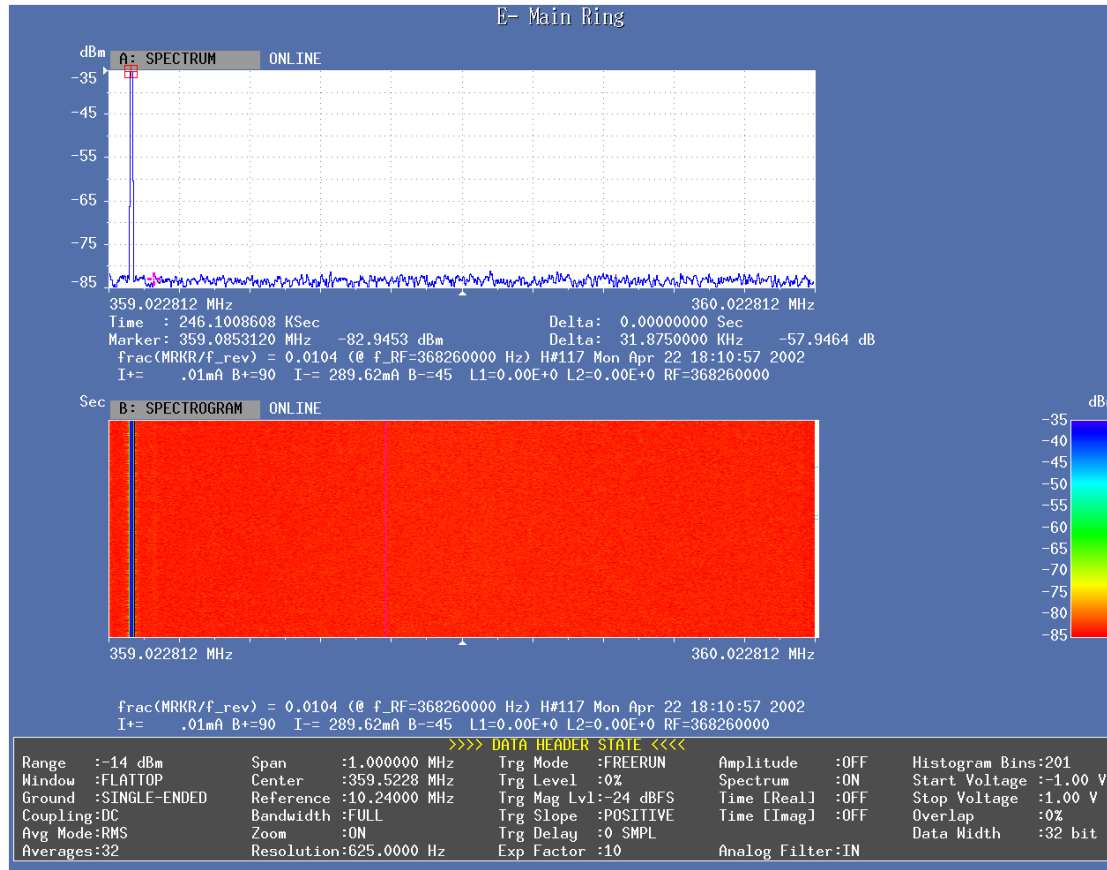 E- Main Ring
dBm A: SPECTRUM ONLINE
-35
-45
-55
-65
-75
-85
359.022812 MHz 360.022812 MHz
Time : 246.1008608 KSec Delta: 0.00000000 Sec
Marker: 359.0853120 MHz -82.9453 dBm Delta: 31.8750000 KHz -57.9464 dB
frac(MRKR/f_rev) = 0.0104 (@ f_RF=368260000 Hz) H#117 Mon Apr 22 18:10:57 2002
I+= .01mA B+=90 I-= 289.62mA B-=45 L1=0.00E+0 L2=0.00E+0 RF=368260000
Sec B: SPECTROGRAM ONLINE dB
-35
-40
-45
-50
-55
-60
-65
-70
-75
-80
-85
359.022812 MHz 360.022812 MHz
frac(MRKR/f_rev) = 0.0104 (@ f_RF=368260000 Hz) H#117 Mon Apr 22 18:10:57 2002
I+= .01mA B+=90 I-= 289.62mA B-=45 L1=0.00E+0 L2=0.00E+0 RF=368260000
>>>> DATA HEADER STATE <<<<
Range :-14 dBm Span :1.000000 MHz Trg Mode :FREERUN Amplitude :OFF Histogram Bins:201
Window :FLATTOP Center :359.5228 MHz Trg Level :0% Spectrum :ON Start Voltage :-1.00 V
Ground :SINGLE-ENDED Reference :10.24000 MHz Trg Mag Lvl:-24 dBFS Time [Real] :OFF Stop Voltage :1.00 V
Coupling:DC Bandwidth :FULL Trg Slope :POSITIVE Time [Imag] :OFF Overlap :0%
Avg Mode:RMS Zoom :ON Trg Delay :0 SMPL Data Width :32 bit
Averages:32 Resolution:625.0000 Hz Exp Factor :10 Analog Filter:IN